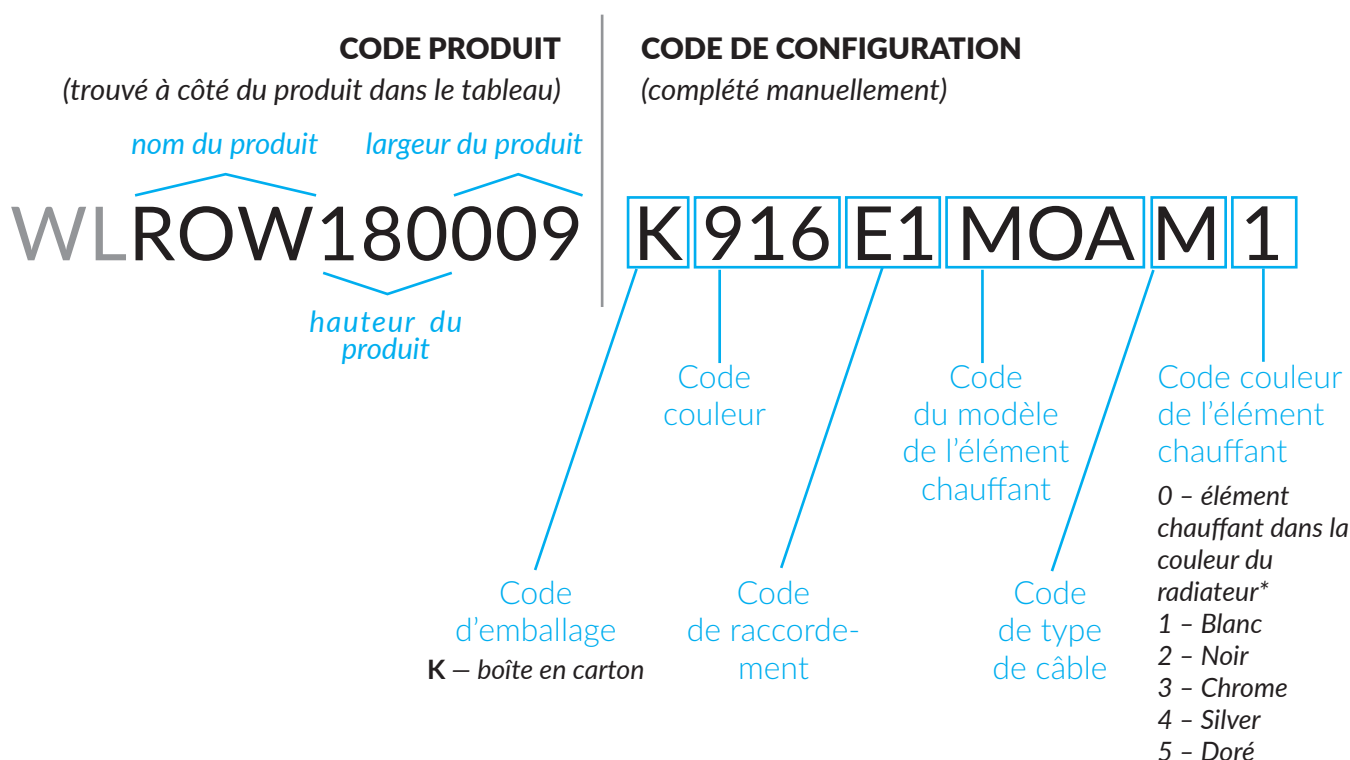 CODE PRODUIT
(trouvé à côté du produit dans le tableau)
nom du produit
largeur du produit
WLROW180009
hauteur du
produit
CODE DE CONFIGURATION
(complété manuellement)
K 916 E1 MOA M 1
Code
couleur
Code
du modèle
de l'élément
chauffant
Code couleur
de l'élément
chauffant
0 – élément
chauffant dans la
couleur du
radiateur*
1 – Blanc
2 – Noir
3 – Chrome
4 – Silver
5 – Doré
Code
d'emballage
K – boîte en carton
Code
de raccorde-
ment
Code
de type
de câble